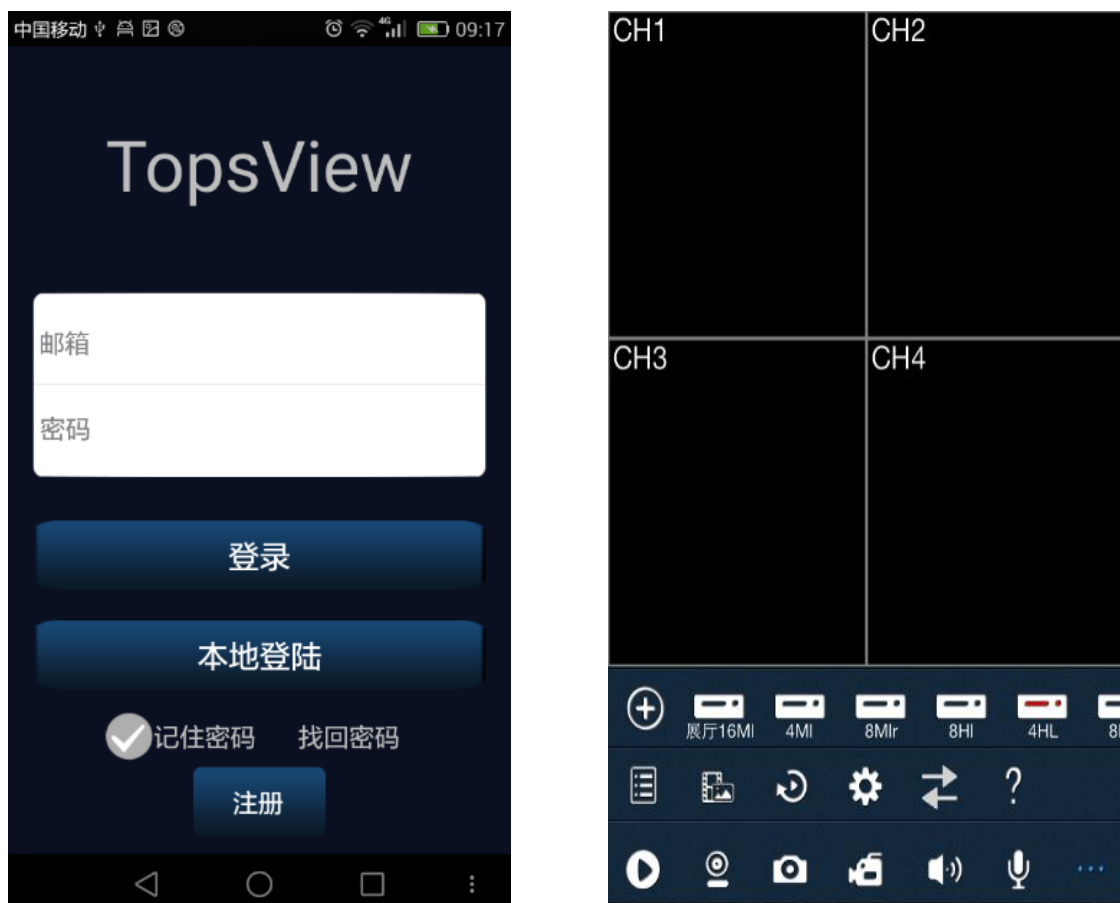 中国移动 4G 09:17
TopsView
邮箱
密码
登录
本地登陆
记住密码 找回密码
注册
CH1 CH2
CH3 CH4
展厅16MI 4MI 8MIr 8HI 4HL
?